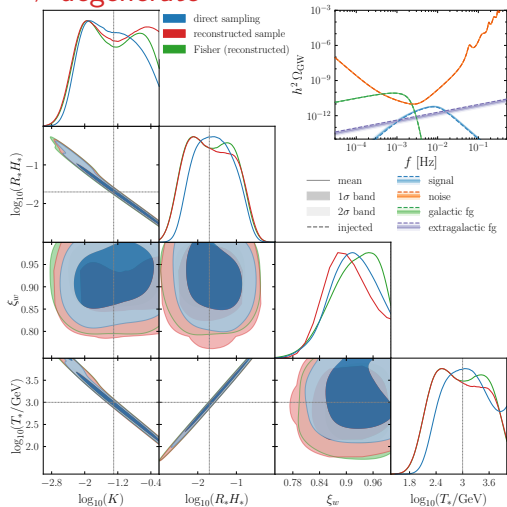 degenerate
direct sampling
reconstructed sample
Fisher (reconstructed)
h² Ω_GW
10⁻³
10⁻⁶
10⁻⁹
10⁻¹²
10⁻⁴ 10⁻³ 10⁻² 10⁻¹ 10⁰
f [Hz]
mean
1σ band
2σ band
injected
signal
noise
galactic fg
extragalactic fg
log₁₀(R_*H_*)
−1
−2
ξ_w
0.95
0.90
0.85
0.80
log₁₀(T_*/GeV)
3.5
3.0
2.5
2.0
−2.8 −2 −1.2 −0.4
log₁₀(K)
−2 −1
log₁₀(R_*H_*)
0.78 0.84 0.9 0.96
ξ_w
1.8 2.4 3 3.6
log₁₀(T_*/GeV)